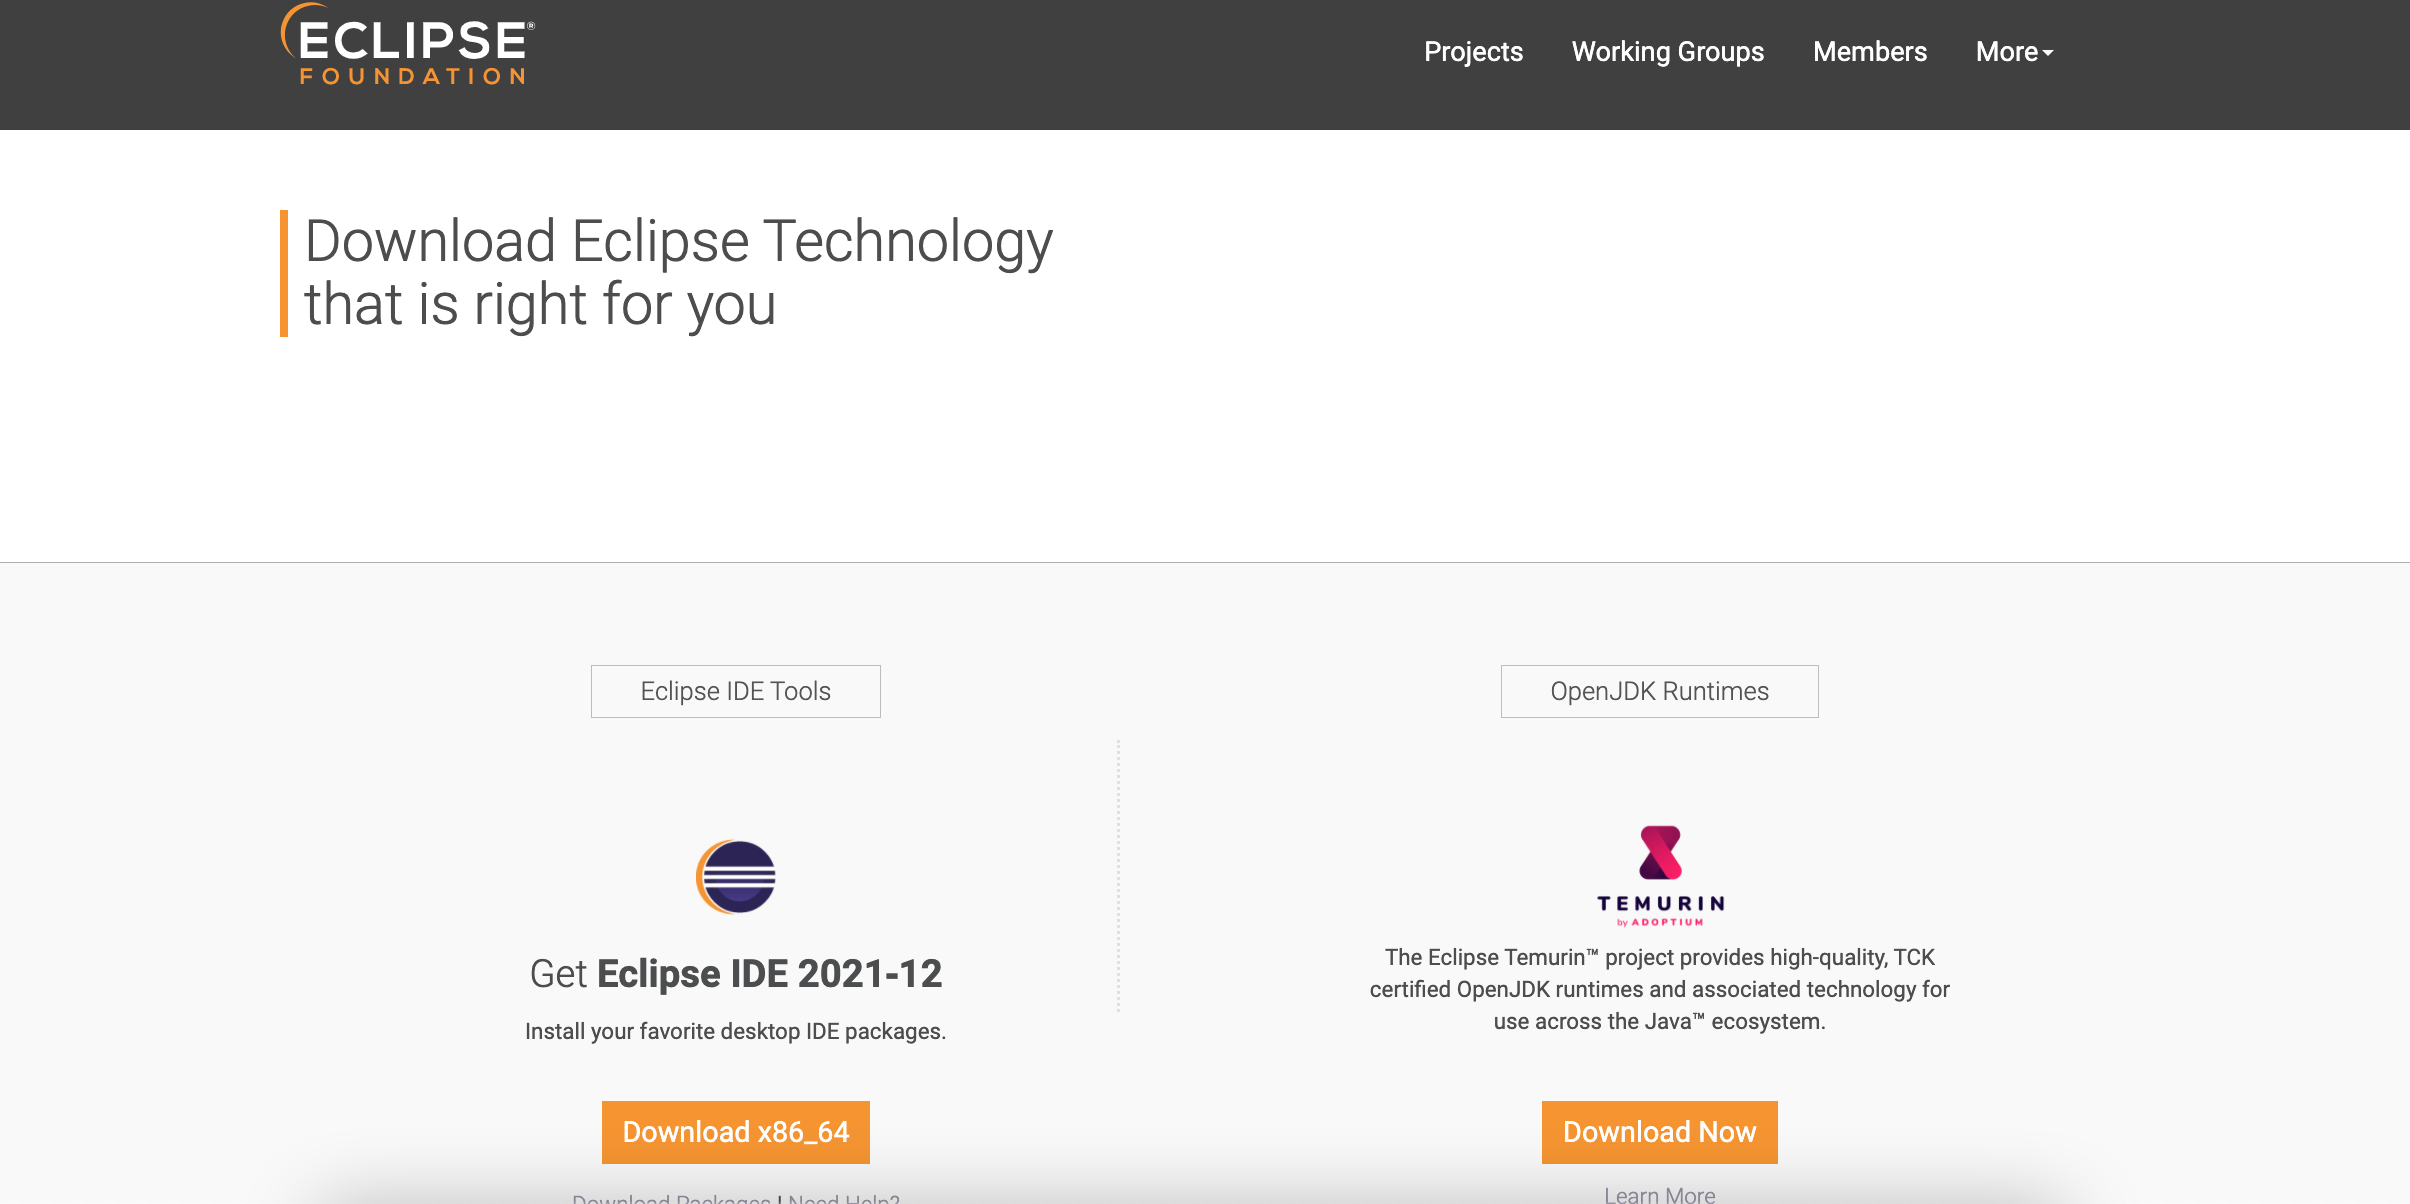 ECLIPSE®
FOUNDATION
Projects Working Groups Members More
Download Eclipse Technology
that is right for you
Eclipse IDE Tools
Get Eclipse IDE 2021-12
Install your favorite desktop IDE packages.
Download x86_64
Download Packages | Need Help?
OpenJDK Runtimes
TEMURIN
by ADOPTIUM
The Eclipse Temurin™ project provides high-quality, TCK
certified OpenJDK runtimes and associated technology for
use across the Java™ ecosystem.
Download Now
Learn More